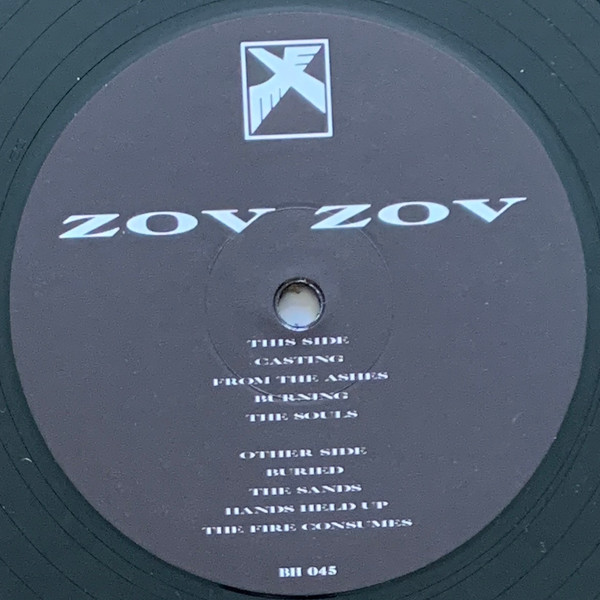 ZOV ZOV
THIS SIDE
CASTING
FROM THE ASHES
BURNING
THE SOULS
OTHER SIDE
BURIED
THE SANDS
HANDS HELD UP
THE FIRE CONSUMES
BH 045